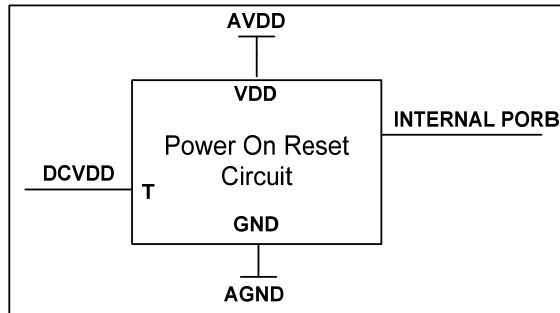 AVDD
VDD
INTERNAL PORB
Power On Reset
Circuit
DCVDD
T
GND
AGND